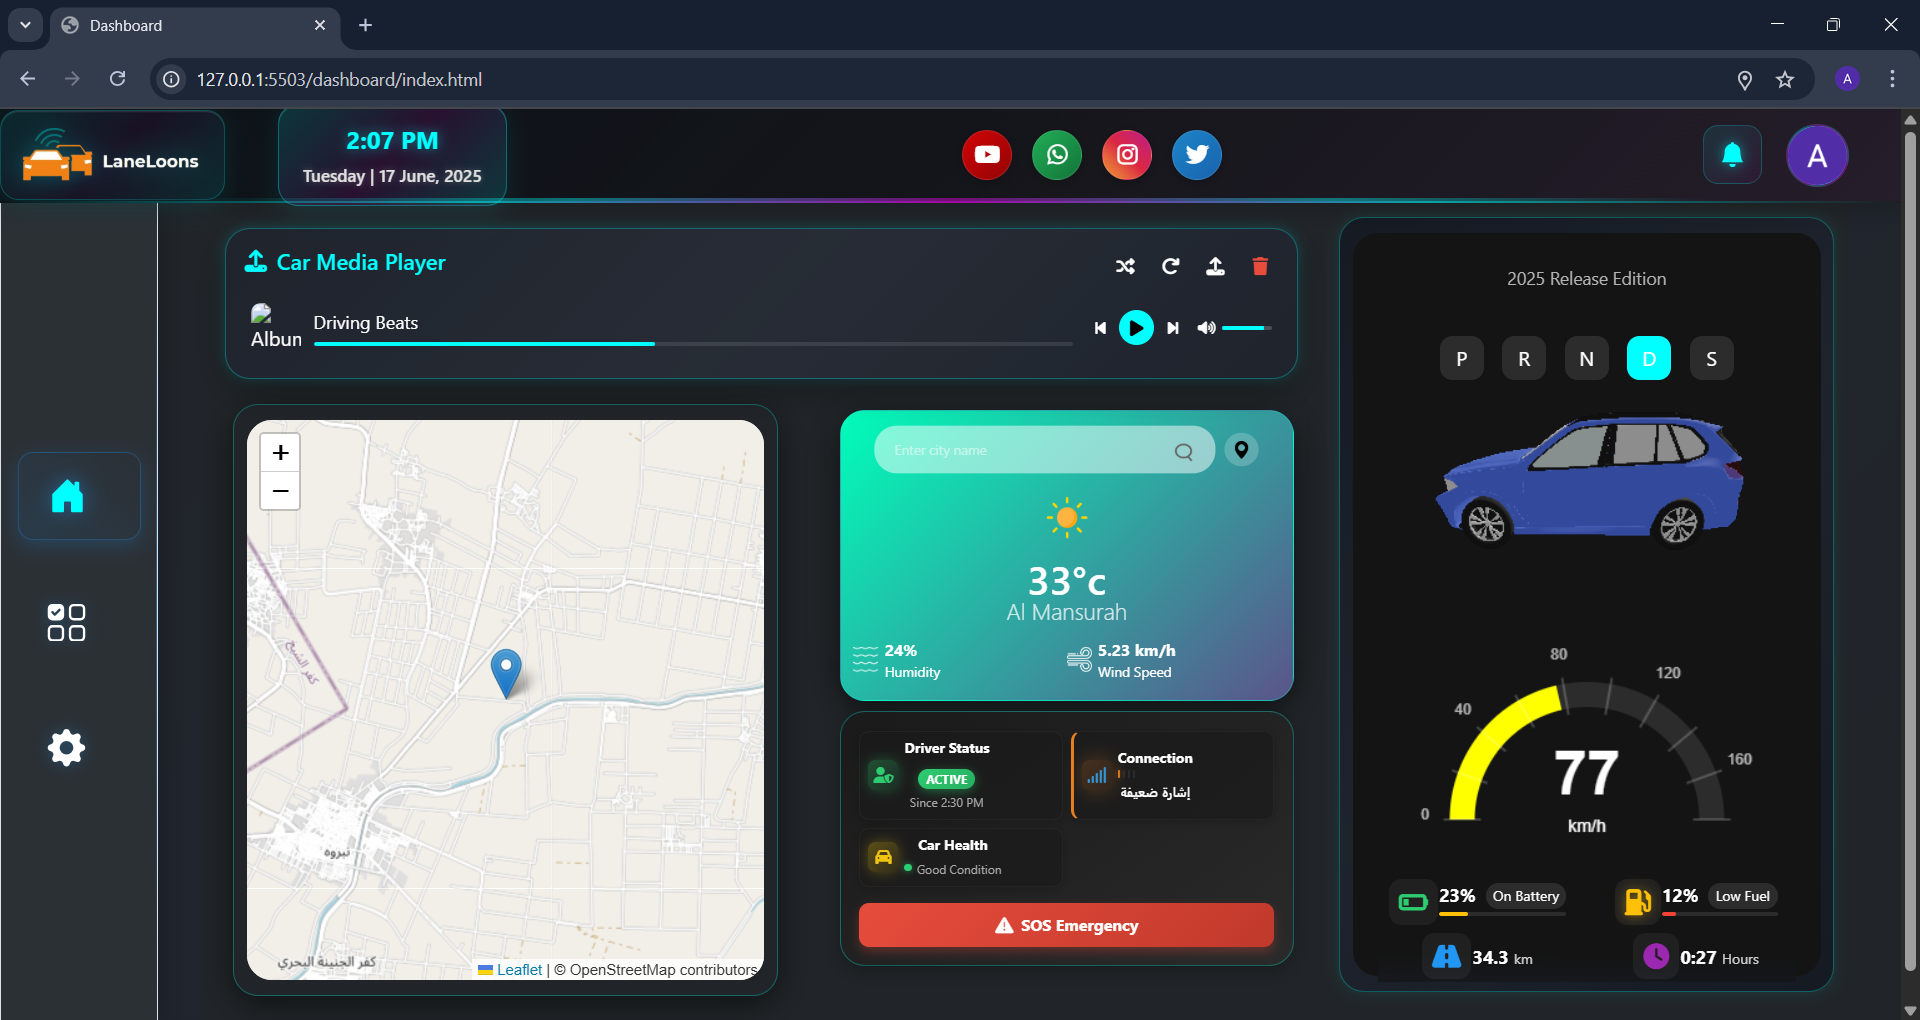 Dashboard
127.0.0.1:5503/dashboard/index.html
A
LaneLoons
2:07 PM
Tuesday | 17 June, 2025
A
Car Media Player
Album
Driving Beats
2025 Release Edition
P R N D S
+
−
كفر الشيخ
نبروه
كفر الجنينة البحري
Leaflet | © OpenStreetMap contributors
Enter city name
33°c
Al Mansurah
24%
Humidity
5.23 km/h
Wind Speed
Driver Status
ACTIVE
Since 2:30 PM
Connection
إشارة ضعيفة
Car Health
Good Condition
SOS Emergency
0
40
80
120
160
77
km/h
23% On Battery
12% Low Fuel
34.3 km
0:27 Hours